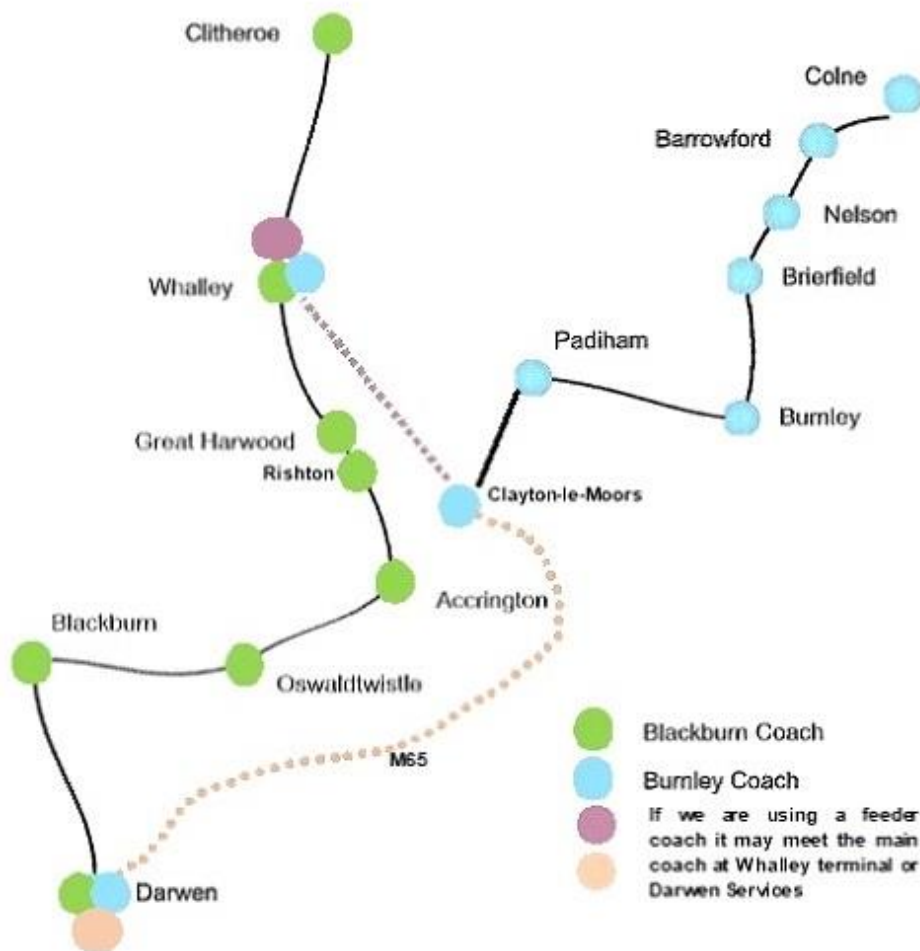 Clitheroe
Colne
Barrowford
Nelson
Whalley
Brierfield
Padiham
Burnley
Great Harwood
Rishton
Clayton-le-Moors
Accrington
Blackburn
Oswaldtwistle
M65
Darwen
Blackburn Coach
Burnley Coach
If we are using a feeder
coach it may meet the main
coach at Whalley terminal or
Darwen Services